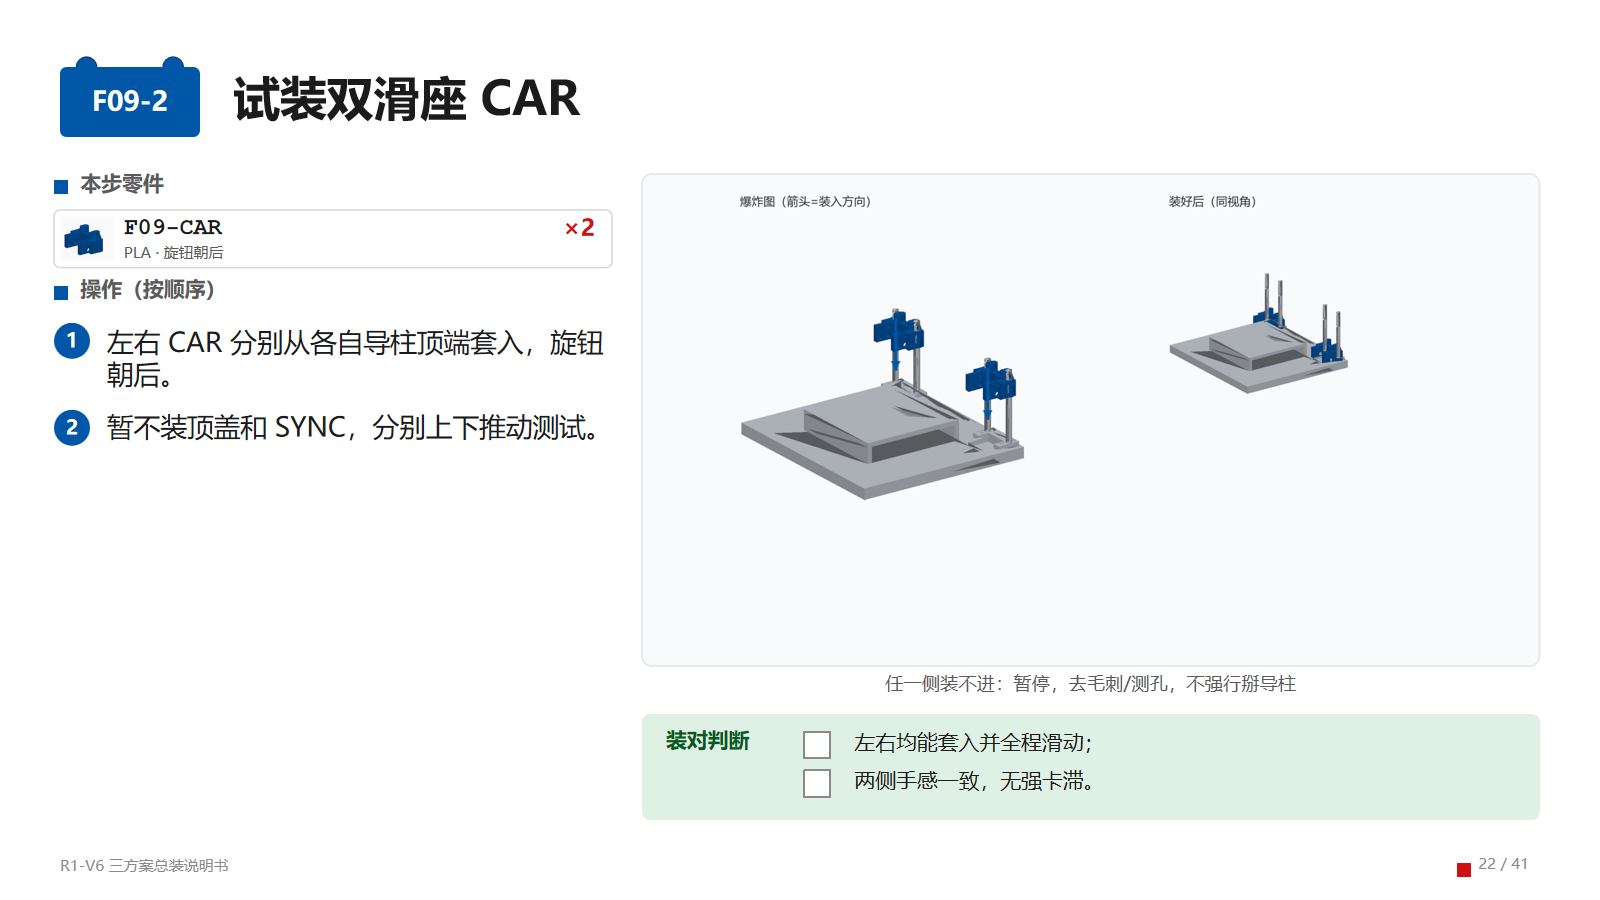 F09-2
试装双滑座 CAR
本步零件
F09-CAR
×2
PLA · 旋钮朝后
操作（按顺序）
1
左右 CAR 分别从各自导柱顶端套入，旋钮
朝后。
2
暂不装顶盖和 SYNC，分别上下推动测试。
爆炸图（箭头=装入方向）
装好后（同视角）
任一侧装不进：暂停，去毛刺/测孔，不强行掰导柱
装对判断
左右均能套入并全程滑动；
两侧手感一致，无强卡滞。
R1-V6 三方案总装说明书
22 / 41